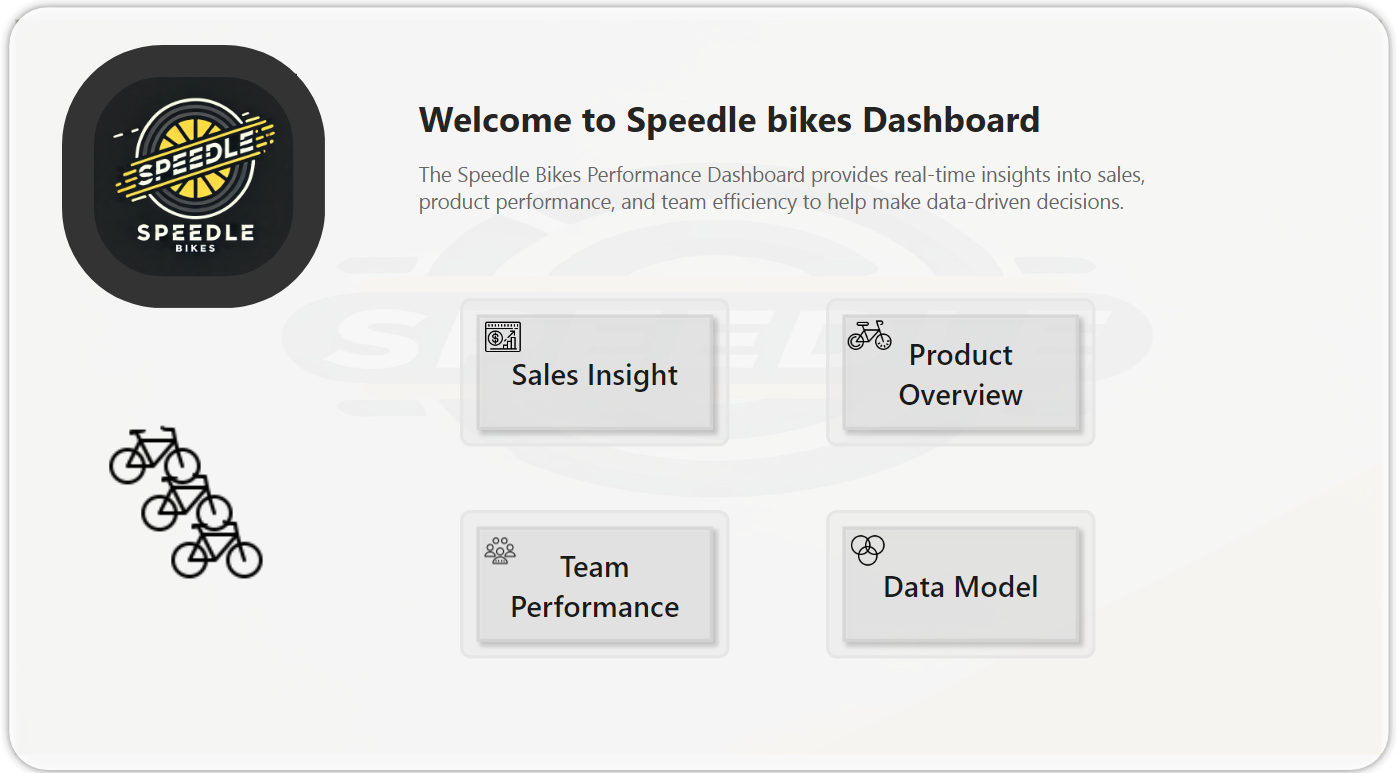 SPEEDLE
SPEEDLE
BIKES
Welcome to Speedle bikes Dashboard
The Speedle Bikes Performance Dashboard provides real-time insights into sales,
product performance, and team efficiency to help make data-driven decisions.
SPEEDLE
Sales Insight
Product
Overview
Team
Performance
Data Model